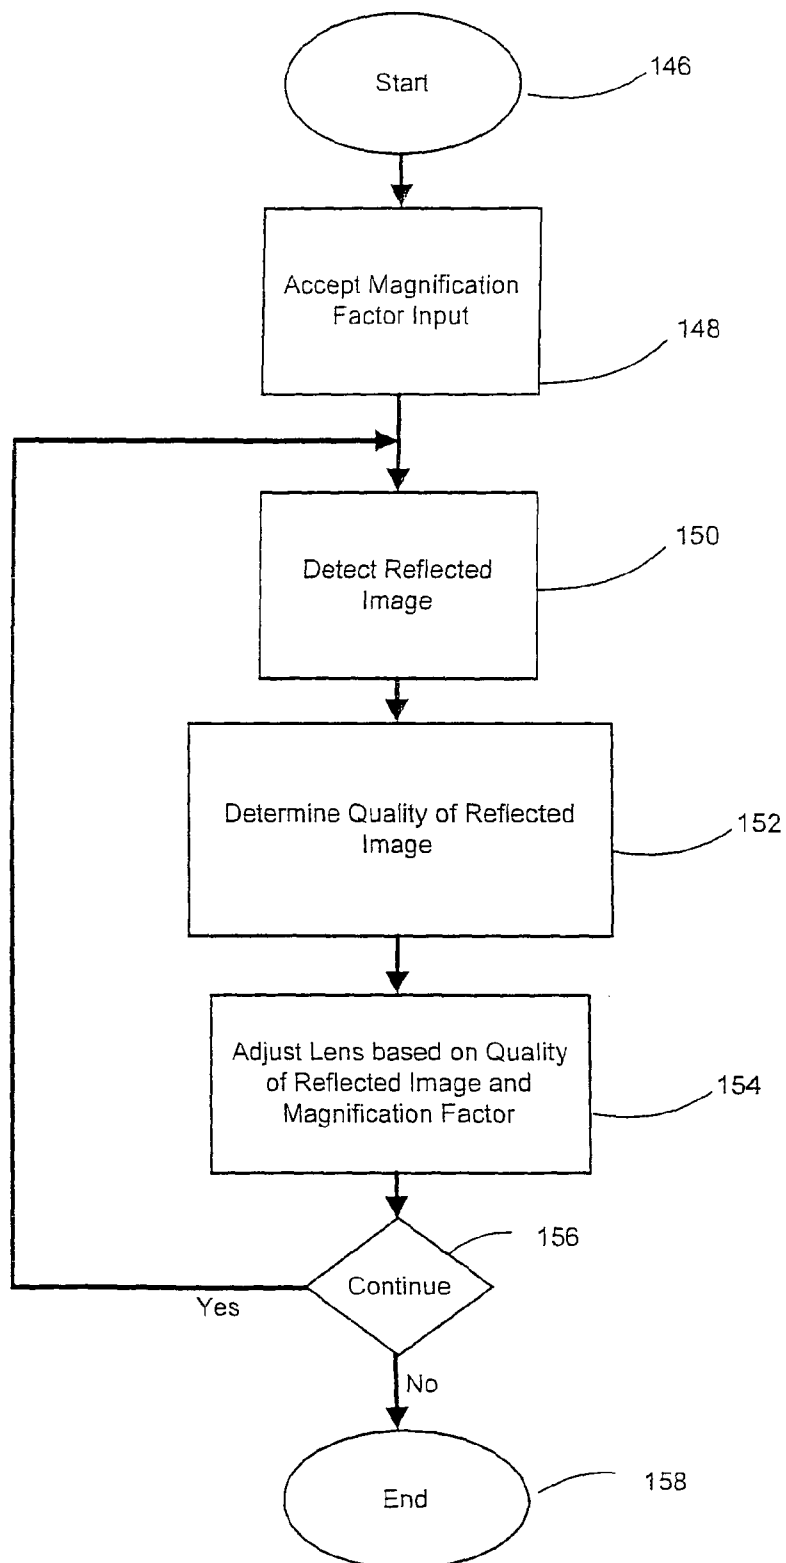 Start
146
Accept Magnification
Factor Input
148
Detect Reflected
Image
150
Determine Quality of Reflected
Image
152
Adjust Lens based on Quality
of Reflected Image and
Magnification Factor
154
Continue
156
Yes
No
End
158